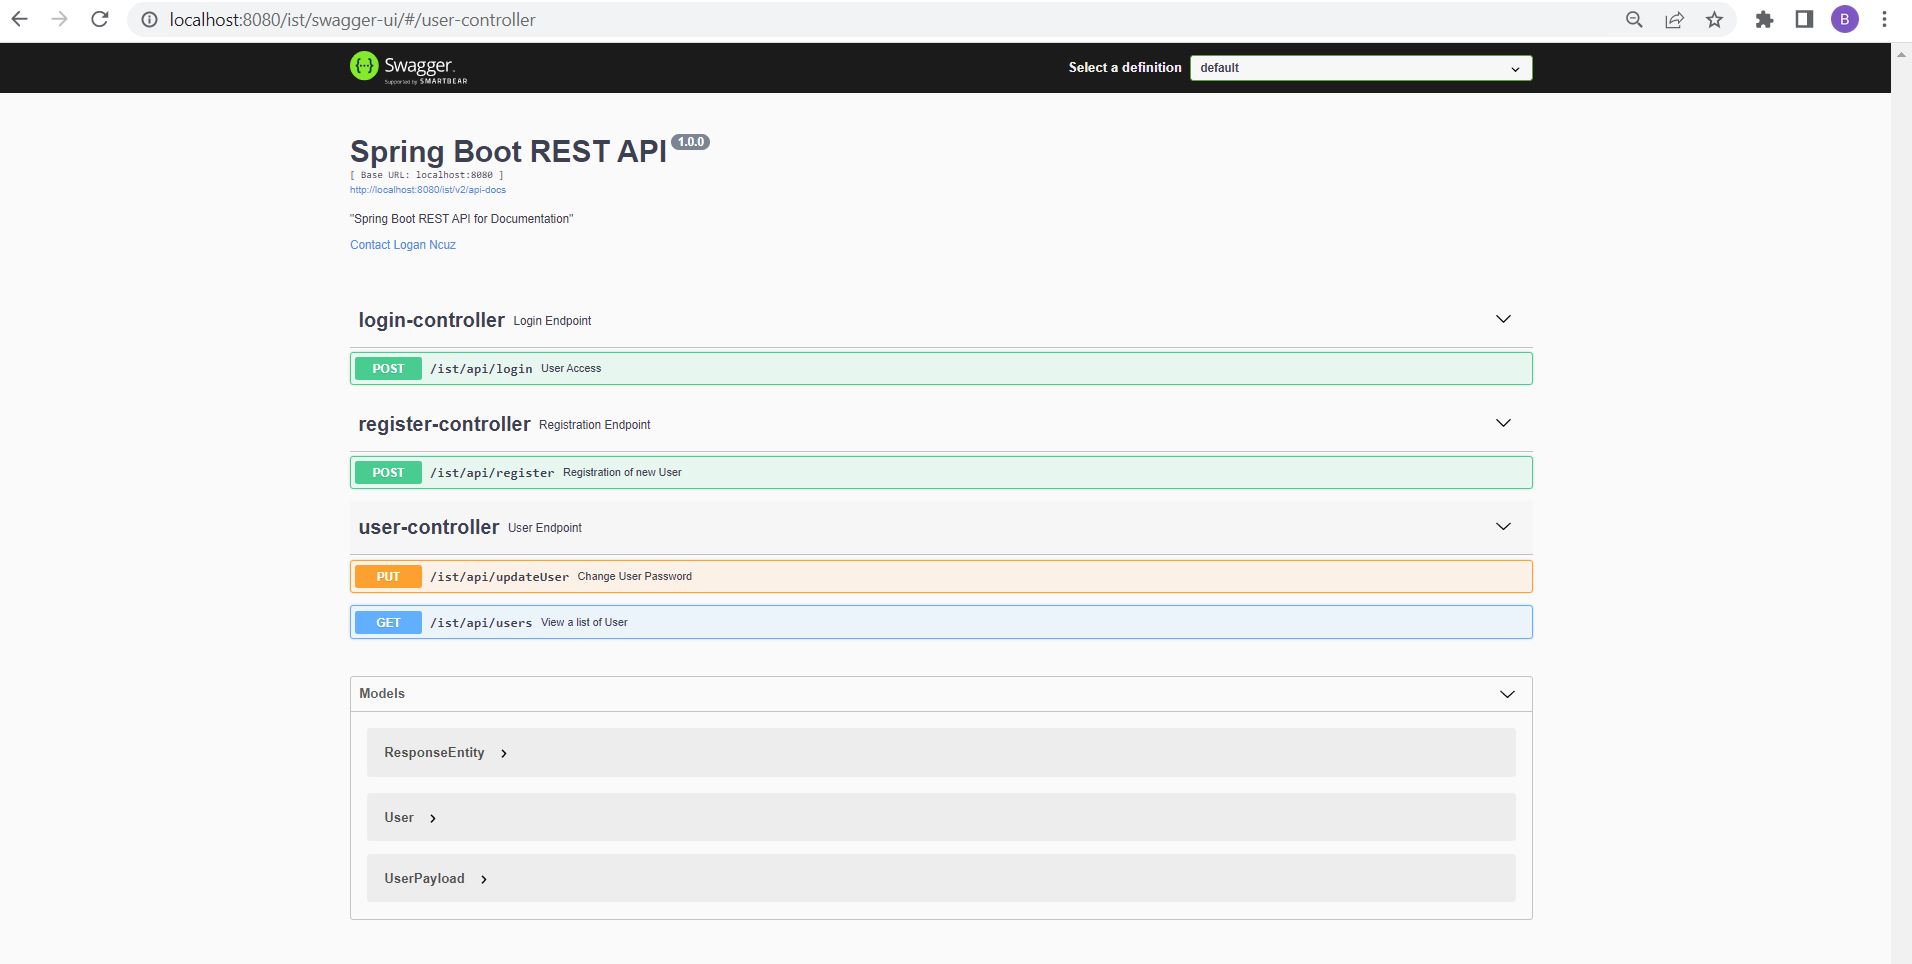 localhost:8080/ist/swagger-ui/#/user-controller
B
Swagger.
Supported by SMARTBEAR
Select a definition
default
Spring Boot REST API 1.0.0
[ Base URL: localhost:8080 ]
http://localhost:8080/ist/v2/api-docs
"Spring Boot REST API for Documentation"
Contact Logan Ncuz
login-controller Login Endpoint
POST /ist/api/login User Access
register-controller Registration Endpoint
POST /ist/api/register Registration of new User
user-controller User Endpoint
PUT /ist/api/updateUser Change User Password
GET /ist/api/users View a list of User
Models
ResponseEntity
User
UserPayload